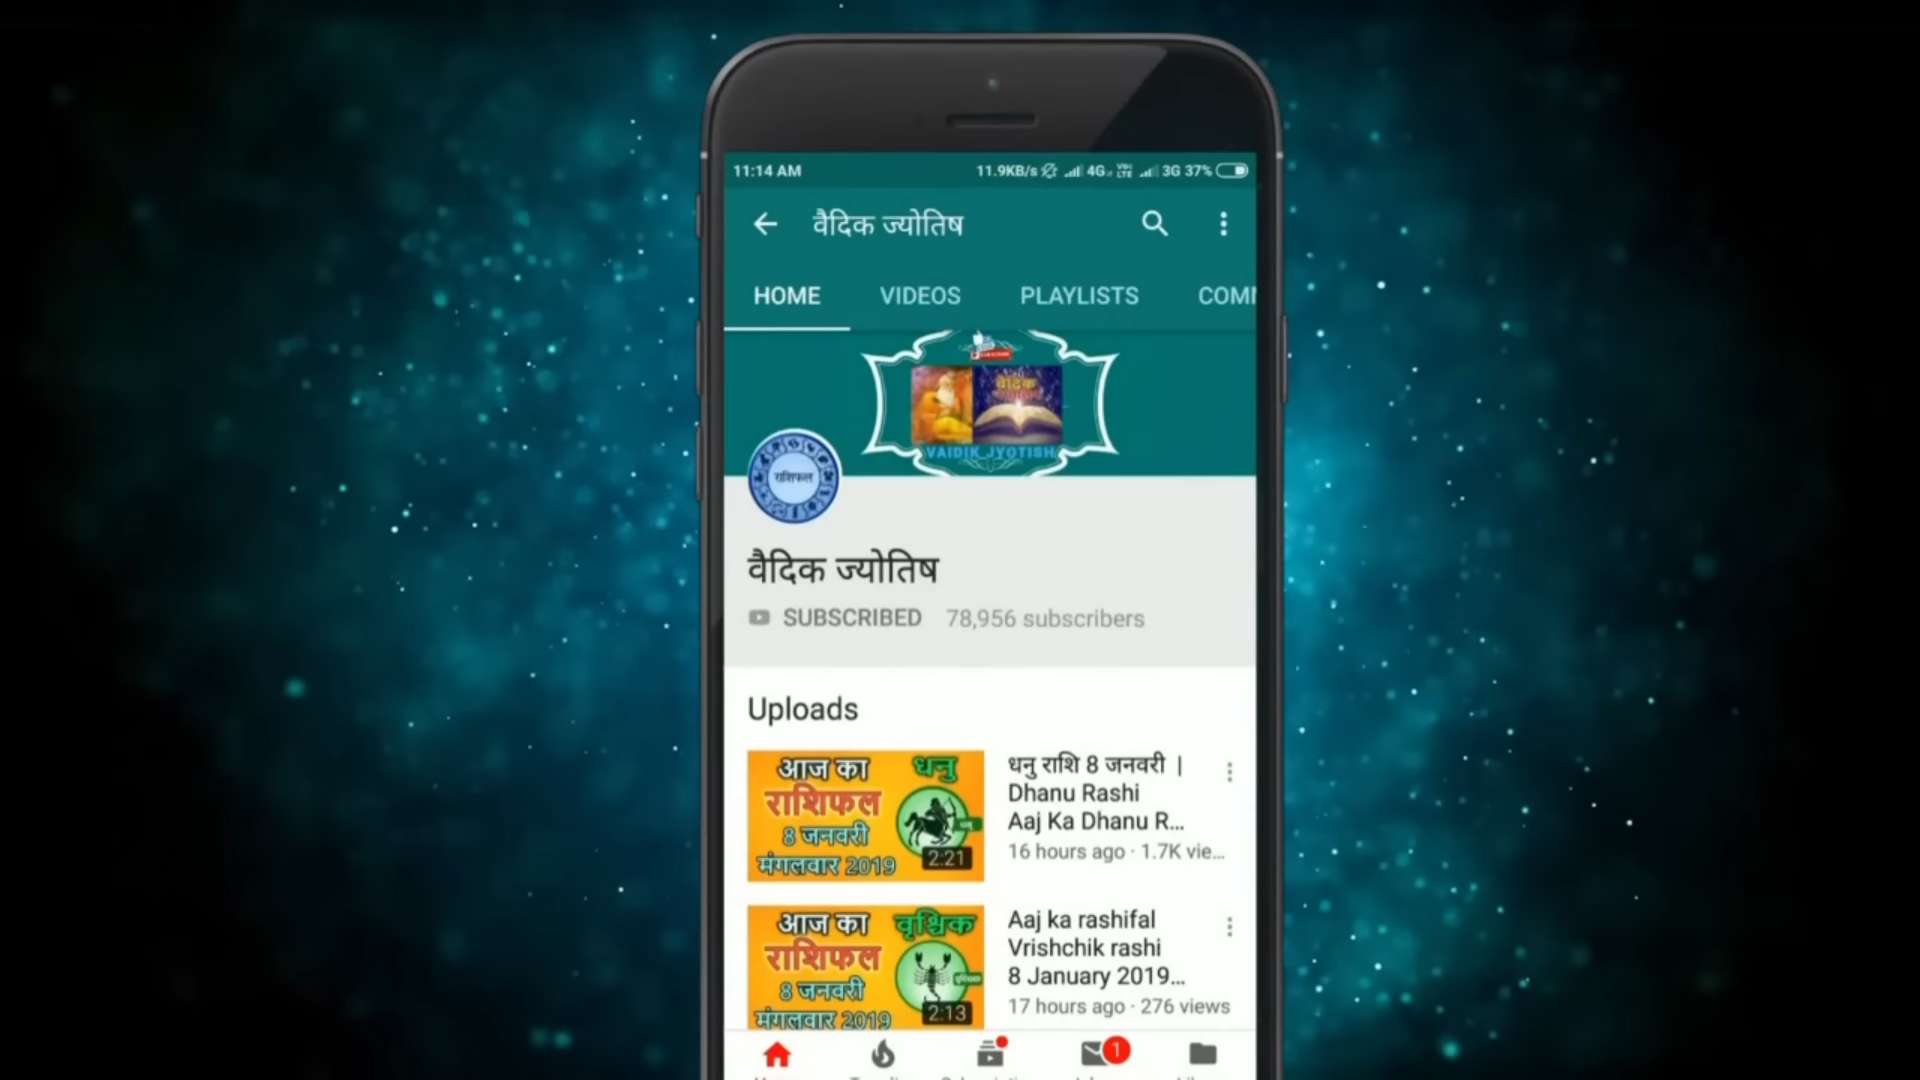 11:14 AM
11.9KB/s 4G VoLTE 3G 37%
वैदिक ज्योतिष
HOME VIDEOS PLAYLISTS COMM
SUBSCRIBE
वैदिक
VAIDIK JYOTISH
राशिफल
वैदिक ज्योतिष
SUBSCRIBED 78,956 subscribers
Uploads
आज का धनु
राशिफल
8 जनवरी
मंगलवार 2019
2:21
धनु राशि 8 जनवरी |
Dhanu Rashi
Aaj Ka Dhanu R...
16 hours ago · 1.7K vie...
आज का वृश्चिक
राशिफल
8 जनवरी
मंगलवार 2019
2:13
Aaj ka rashifal
Vrishchik rashi
8 January 2019...
17 hours ago · 276 views
1